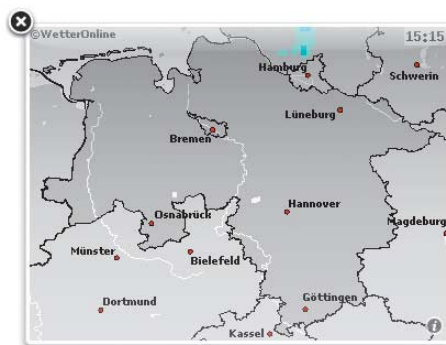 ©WetterOnline 15:15
Hamburg
Schwerin
Lüneburg
Bremen
Osnabrück
Hannover
Magdeburg
Münster
Bielefeld
Dortmund
Göttingen
Kassel
i